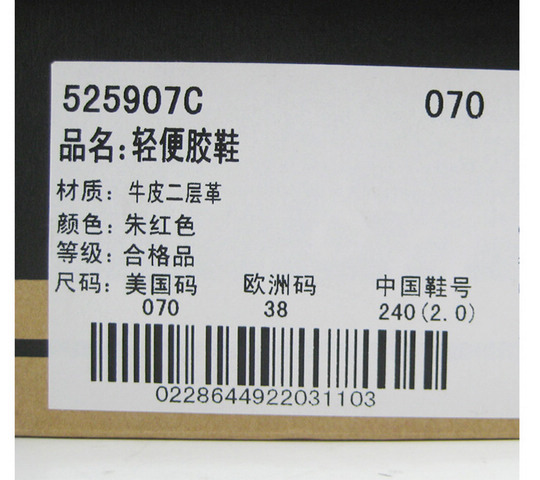 525907C 070
品名:轻便胶鞋
材质: 牛皮二层革
颜色: 朱红色
等级: 合格品
尺码: 美国码 欧洲码 中国鞋号
070 38 240(2.0)
0228644922031103